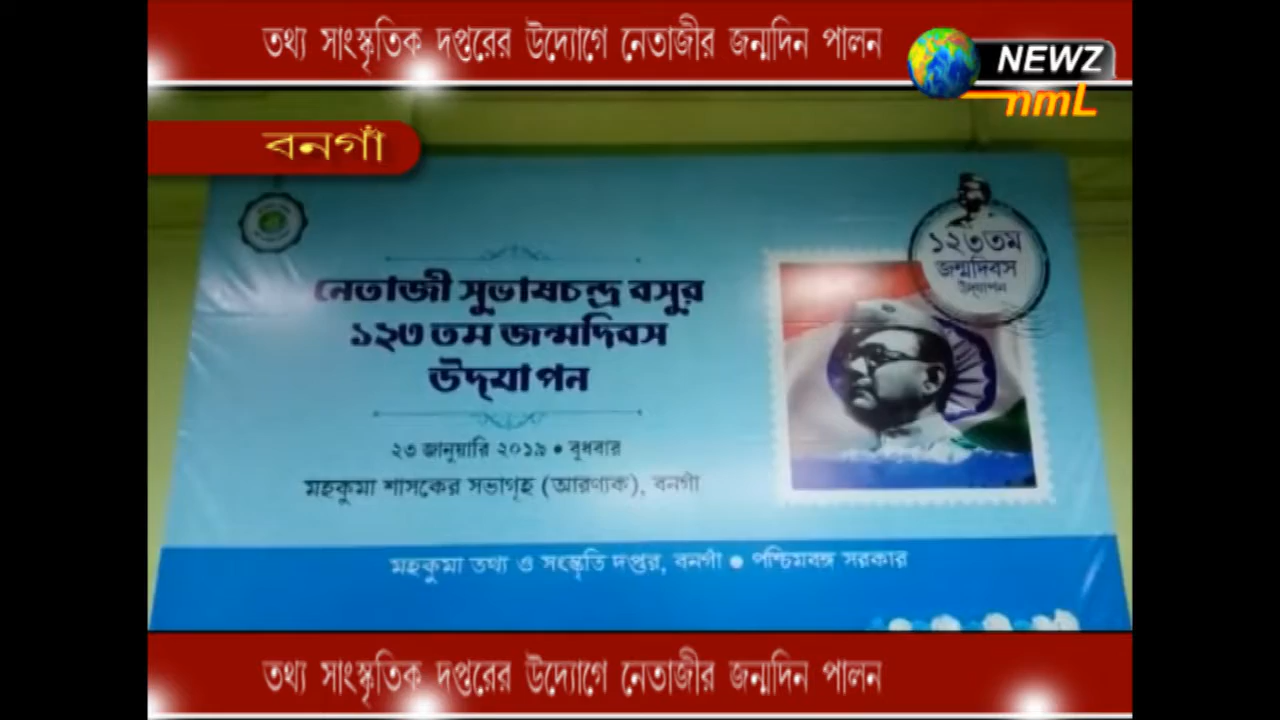 তথ্য সাংস্কৃতিক দপ্তরের উদ্যোগে নেতাজীর জন্মদিন পালন
NEWZ
nmL
বনগাঁ
১২৩তম
জন্মদিবস
উদ্‌যাপন
নেতাজী সুভাষচন্দ্র বসুর
১২৩ তম জন্মদিবস
উদ্‌যাপন
২৩ জানুয়ারি ২০১৯ • বুধবার
মহকুমা শাসকের সভাগৃহ (আরণ্যক), বনগাঁ
মহকুমা তথ্য ও সংস্কৃতি দপ্তর, বনগাঁ • পশ্চিমবঙ্গ সরকার
তথ্য সাংস্কৃতিক দপ্তরের উদ্যোগে নেতাজীর জন্মদিন পালন